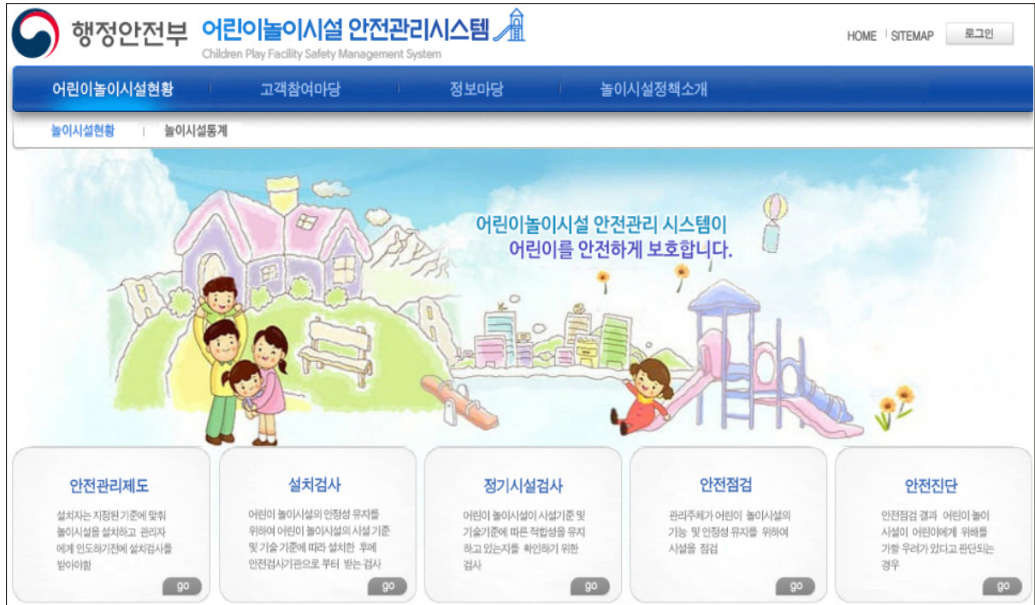 행정안전부 어린이놀이시설 안전관리시스템
Children Play Facility Safety Management System
HOME SITEMAP 로그인
어린이놀이시설현황 고객참여마당 정보마당 놀이시설정책소개
놀이시설현황 놀이시설통계
어린이놀이시설 안전관리 시스템이
어린이를 안전하게 보호합니다.
안전관리제도
설치자는 지정된 기준에 맞춰
놀이시설을 설치하고 관리자
에게 인도하기전에 설치검사를
받아야함
go
설치검사
어린이 놀이시설의 안정성 유지를
위하여 어린이 놀이시설의 시설 기준
및 기술 기준에 따라 설치한 후에
안전검사기관으로 부터 받는 검사
go
정기시설검사
어린이 놀이시설이 시설기준 및
기술기준에 따른 적합성을 유지
하고 있는지를 확인하기 위한
검사
go
안전점검
관리주체가 어린이 놀이시설의
기능 및 안정성 유지를 위하여
시설을 점검
go
안전진단
안전점검 결과 어린이 놀이
시설이 어린이에게 위해를
가항 우려가 있다고 판단되는
경우
go